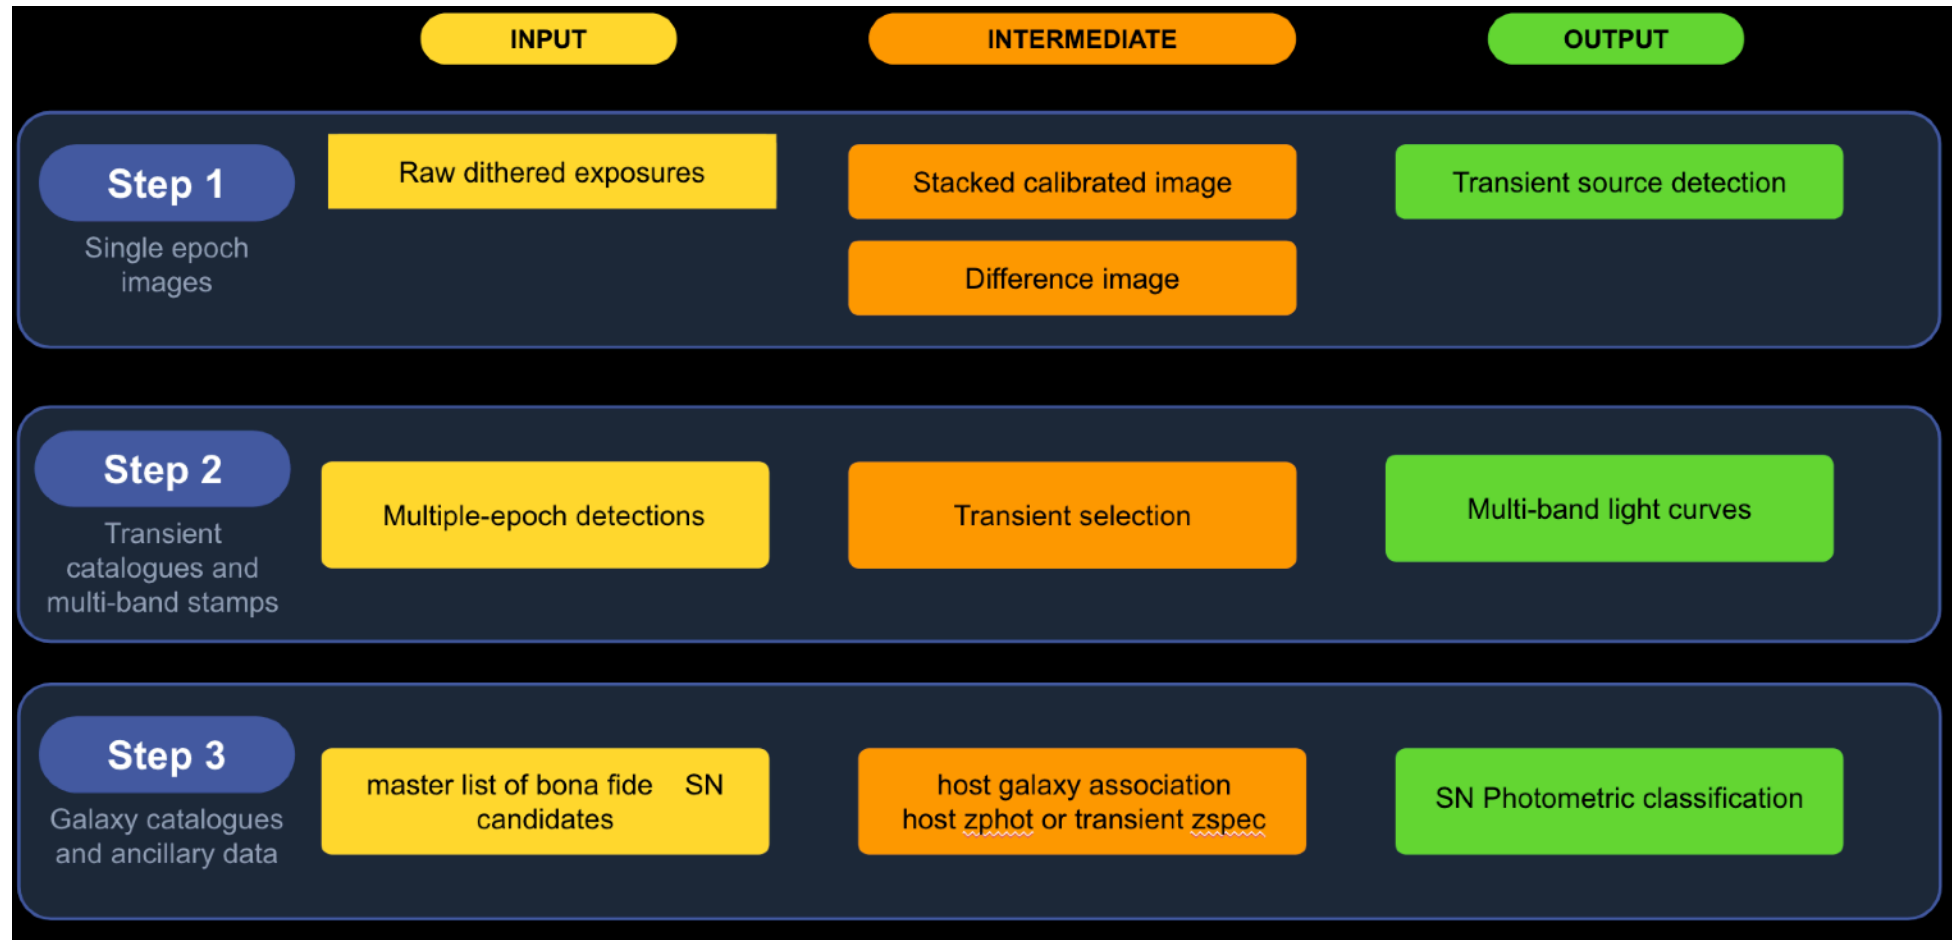 INPUT
INTERMEDIATE
OUTPUT
Step 1
Single epoch
images
Raw dithered exposures
Stacked calibrated image
Difference image
Transient source detection
Step 2
Transient
catalogues and
multi-band stamps
Multiple-epoch detections
Transient selection
Multi-band light curves
Step 3
Galaxy catalogues
and ancillary data
master list of bona fide SN
candidates
host galaxy association
host zphot or transient zspec
SN Photometric classification